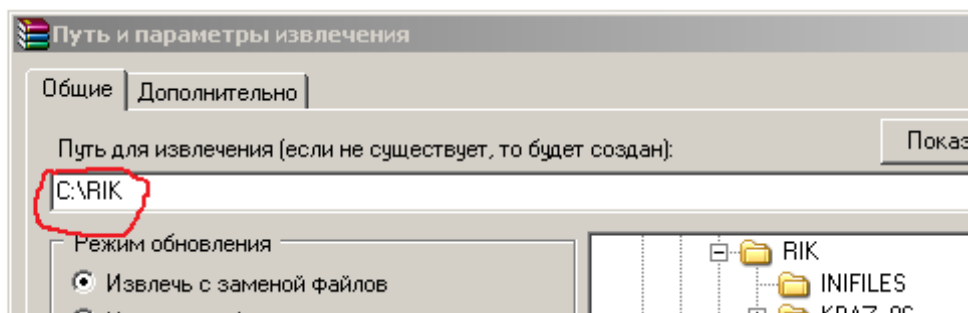 Путь и параметры извлечения
Общие Дополнительно
Путь для извлечения (если не существует, то будет создан):
C:\RIK
Режим обновления
RIK
Извлечь с заменой файлов
INIFILES